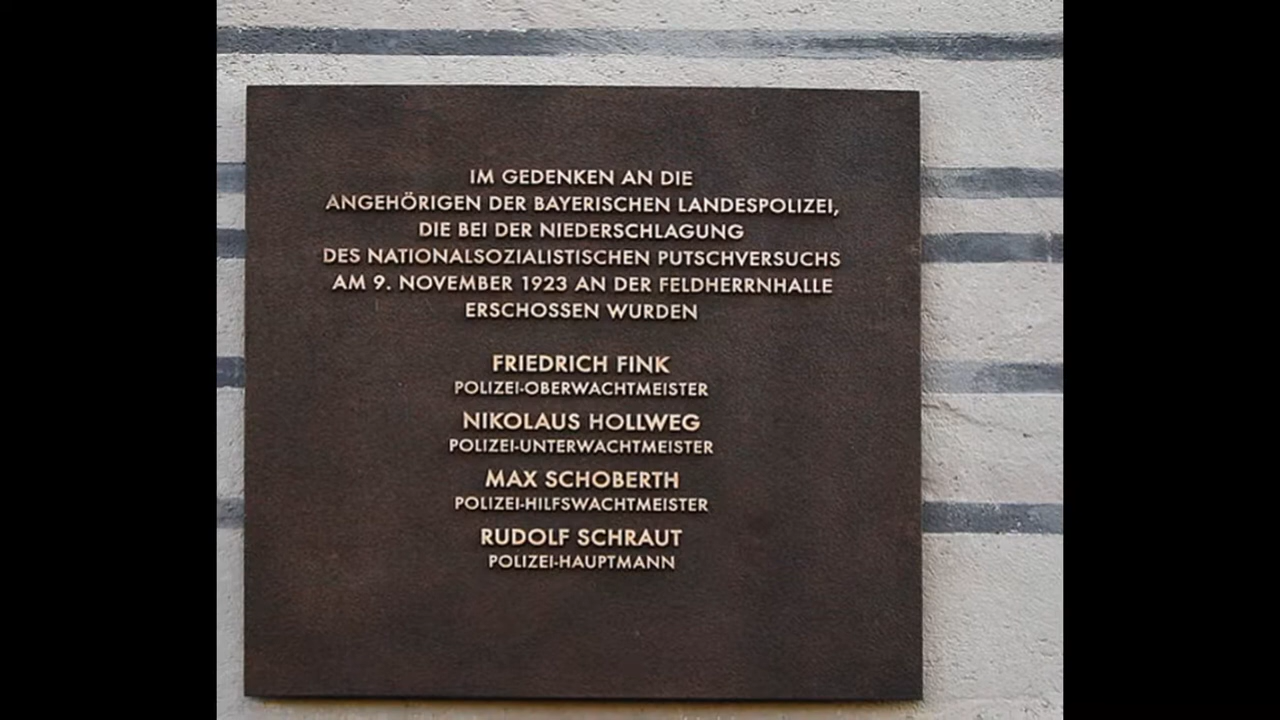 IM GEDENKEN AN DIE
ANGEHÖRIGEN DER BAYERISCHEN LANDESPOLIZEI,
DIE BEI DER NIEDERSCHLAGUNG
DES NATIONALSOZIALISTISCHEN PUTSCHVERSUCHS
AM 9. NOVEMBER 1923 AN DER FELDHERRNHALLE
ERSCHOSSEN WURDEN
FRIEDRICH FINK
POLIZEI-OBERWACHTMEISTER
NIKOLAUS HOLLWEG
POLIZEI-UNTERWACHTMEISTER
MAX SCHOBERTH
POLIZEI-HILFSWACHTMEISTER
RUDOLF SCHRAUT
POLIZEI-HAUPTMANN